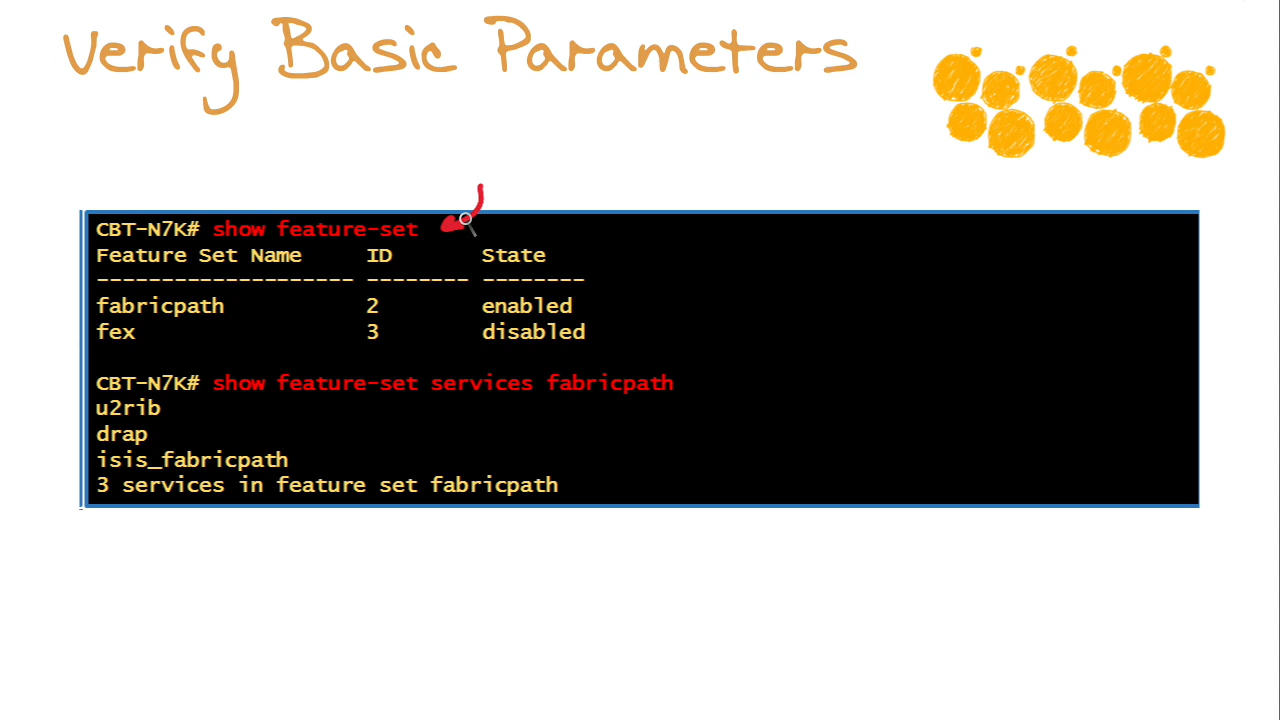 Verify Basic Parameters
CBT-N7K# show feature-set
Feature Set Name     ID       State
-------------------- -------- --------
fabricpath           2        enabled
fex                  3        disabled
CBT-N7K# show feature-set services fabricpath
u2rib
drap
isis_fabricpath
3 services in feature set fabricpath